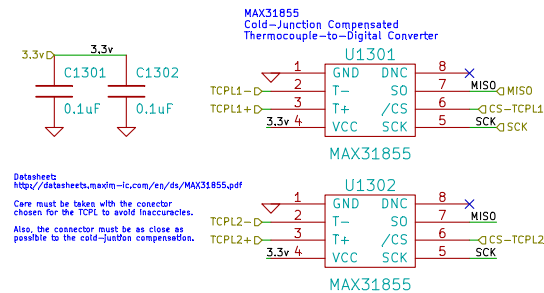 MAX31855
Cold-Junction Compensated
Thermocouple-to-Digital Converter
3.3v
3.3v
C1301
0.1uF
C1302
0.1uF
U1301
1 GND DNC 8
TCPL1- 2 T- SO 7 MISO MISO
TCPL1+ 3 T+ /CS 6 CS-TCPL1
3.3v 4 VCC SCK 5 SCK SCK
MAX31855
Datasheet:
http://datasheets.maxim-ic.com/en/ds/MAX31855.pdf
Care must be taken with the conector
chosen for the TCPL to avoid inaccuracies.
Also, the connector must be as close as
possible to the cold-juntion compensation.
U1302
1 GND DNC 8
TCPL2- 2 T- SO 7 MISO
TCPL2+ 3 T+ /CS 6 CS-TCPL2
3.3v 4 VCC SCK 5 SCK
MAX31855